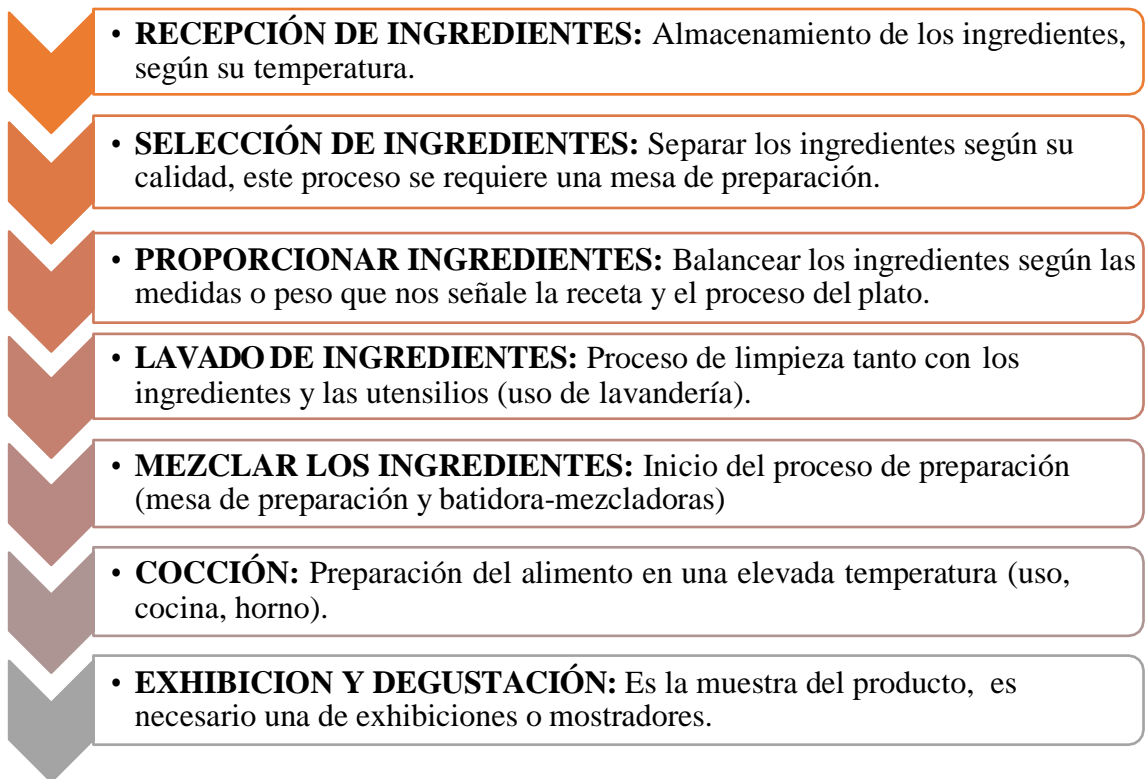 • RECEPCIÓN DE INGREDIENTES: Almacenamiento de los ingredientes,
según su temperatura.
• SELECCIÓN DE INGREDIENTES: Separar los ingredientes según su
calidad, este proceso se requiere una mesa de preparación.
• PROPORCIONAR INGREDIENTES: Balancear los ingredientes según las
medidas o peso que nos señale la receta y el proceso del plato.
• LAVADO DE INGREDIENTES: Proceso de limpieza tanto con los
ingredientes y las utensilios (uso de lavandería).
• MEZCLAR LOS INGREDIENTES: Inicio del proceso de preparación
(mesa de preparación y batidora-mezcladoras)
• COCCIÓN: Preparación del alimento en una elevada temperatura (uso,
cocina, horno).
• EXHIBICION Y DEGUSTACIÓN: Es la muestra del producto, es
necesario una de exhibiciones o mostradores.